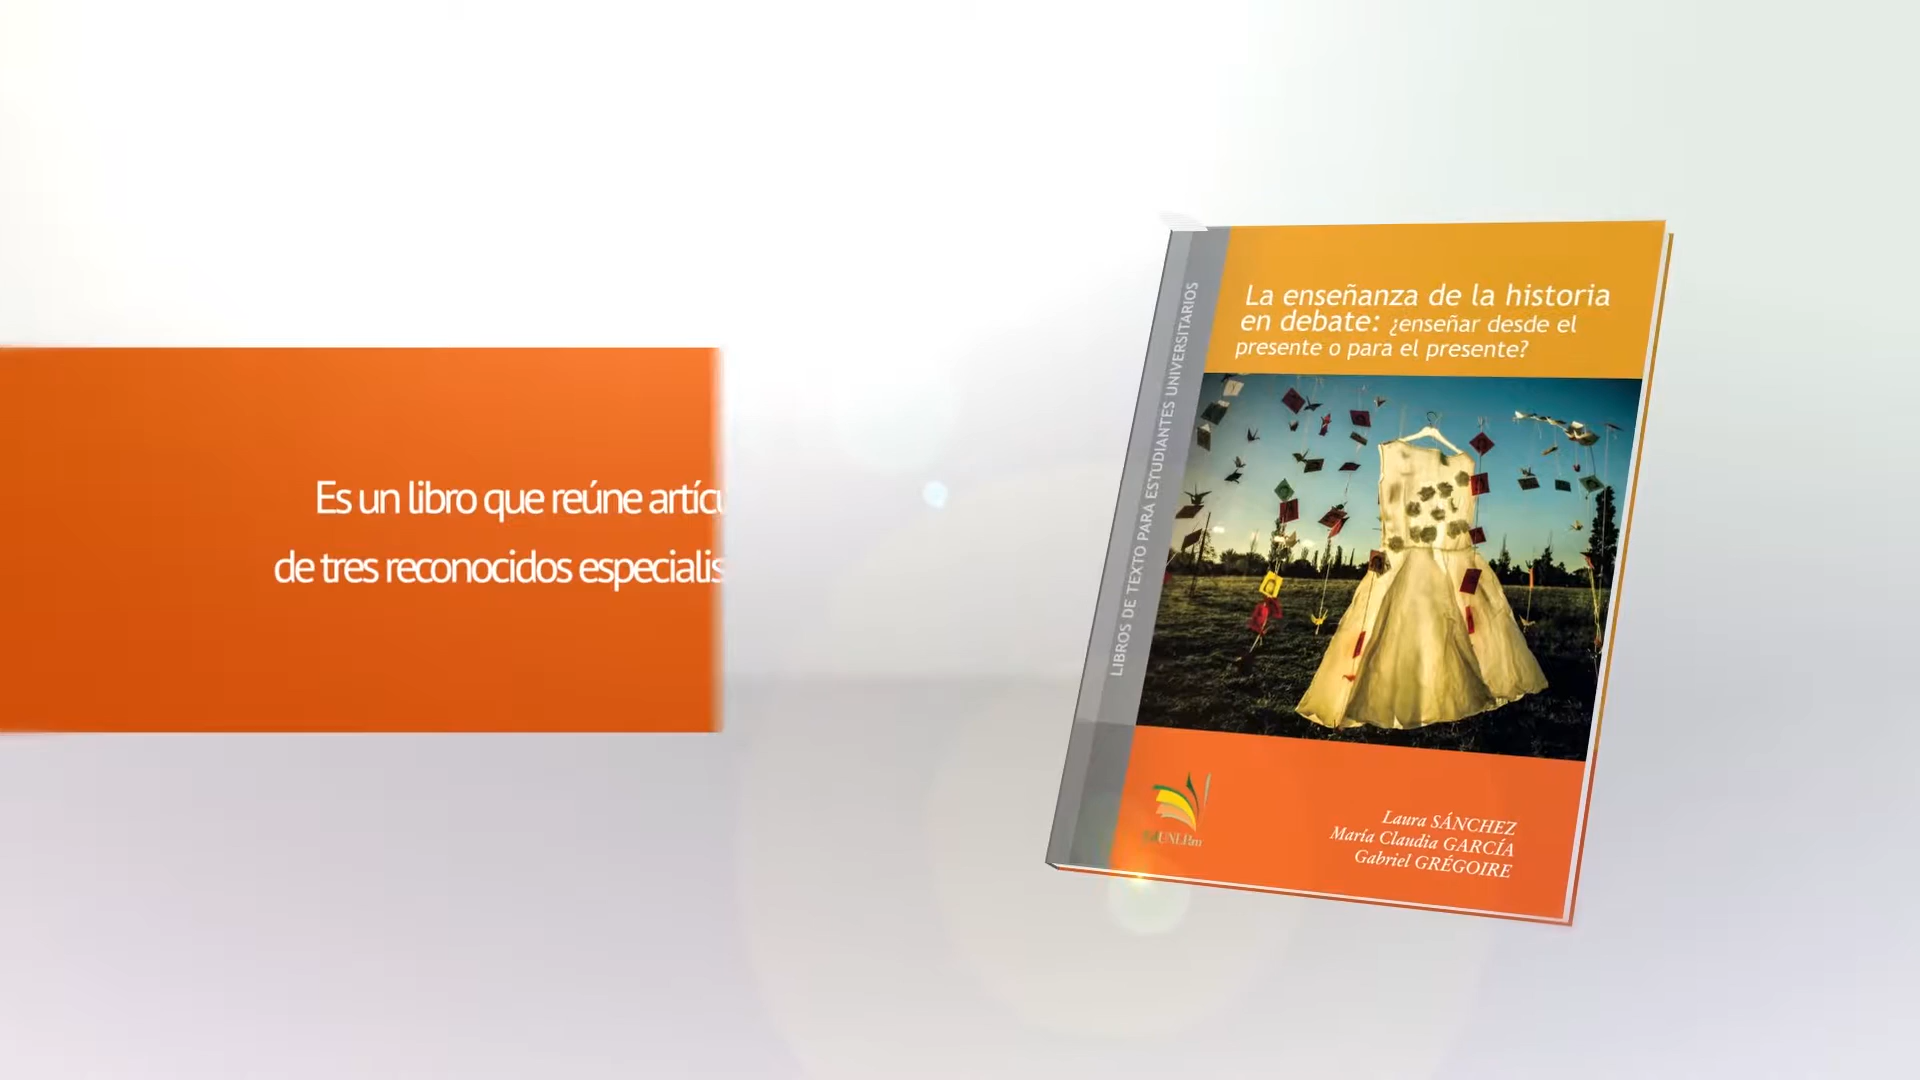 Es un libro que reúne artícu
de tres reconocidos especialis
LIBROS DE TEXTO PARA ESTUDIANTES UNIVERSITARIOS
La enseñanza de la historia
en debate: ¿enseñar desde el
presente o para el presente?
Laura SÁNCHEZ
María Claudia GARCÍA
Gabriel GRÉGOIRE